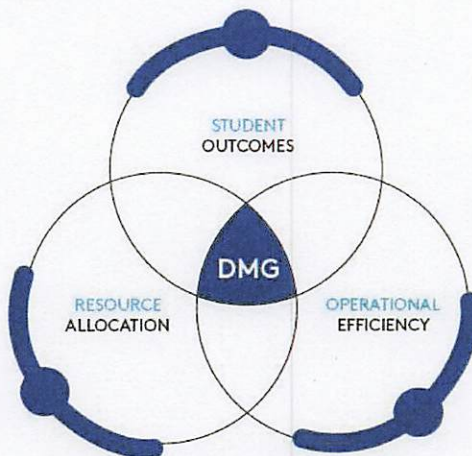 STUDENT
OUTCOMES
DMG
RESOURCE
ALLOCATION
OPERATIONAL
EFFICIENCY